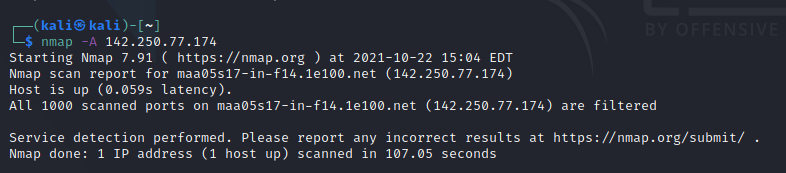 (kali㉿kali)-[~]
$ nmap -A 142.250.77.174
Starting Nmap 7.91 ( https://nmap.org ) at 2021-10-22 15:04 EDT
Nmap scan report for maa05s17-in-f14.1e100.net (142.250.77.174)
Host is up (0.059s latency).
All 1000 scanned ports on maa05s17-in-f14.1e100.net (142.250.77.174) are filtered
Service detection performed. Please report any incorrect results at https://nmap.org/submit/ .
Nmap done: 1 IP address (1 host up) scanned in 107.05 seconds
BY OFFENSIVE